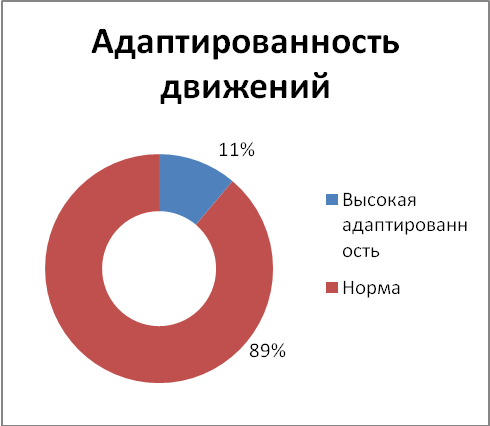 Адаптированность
движений
11%
Высокая
адаптированн
ость
Норма
89%